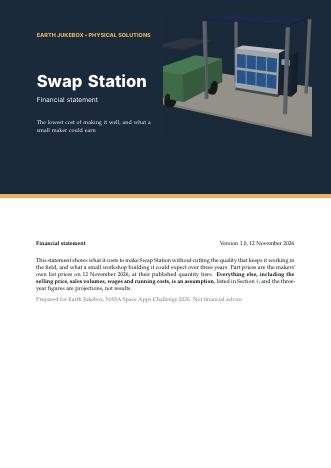 EARTH JUKEBOX • PHYSICAL SOLUTIONS
Swap Station
Financial statement
The lowest cost of making it well, and what a
small maker could earn
Financial statement
Version 1.0, 12 November 2026
This statement shows what it costs to make Swap Station without cutting the quality that keeps it working in
the field, and what a small workshop building it could expect over three years. Part prices are the makers'
own list prices on 12 November 2026, at their published quantity tiers. Everything else, including the
selling price, sales volumes, wages and running costs, is an assumption, listed in Section 4, and the three-
year figures are projections, not results.
Prepared for Earth Jukebox, NASA Space Apps Challenge 2026. Not financial advice.